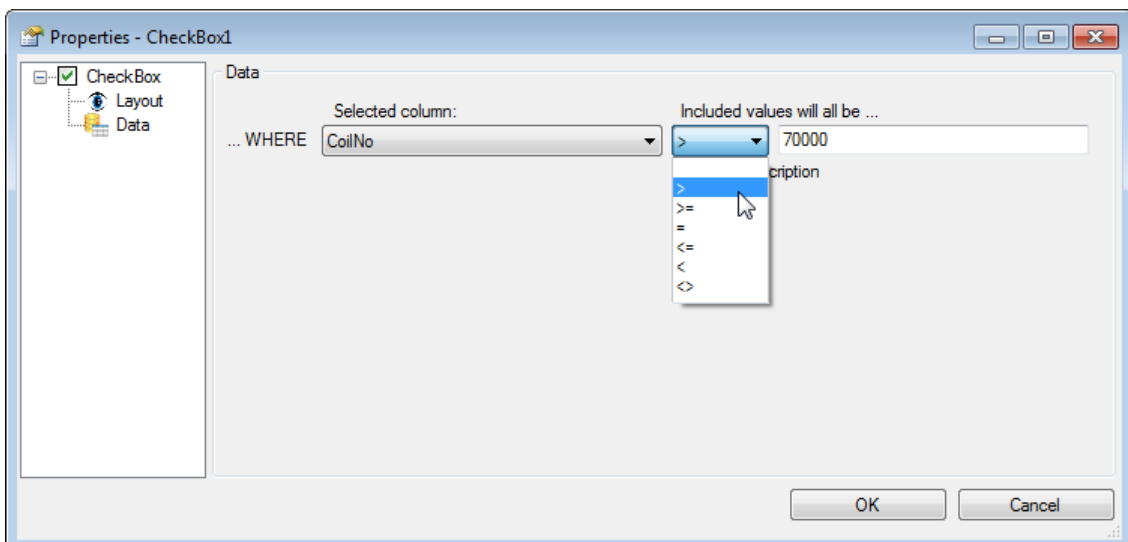 Properties - CheckBox1
CheckBox
Layout
Data
Data
Selected column:
Included values will all be ...
... WHERE
CoilNo
>
70000
cription
>
>=
=
<=
<
<>
OK
Cancel